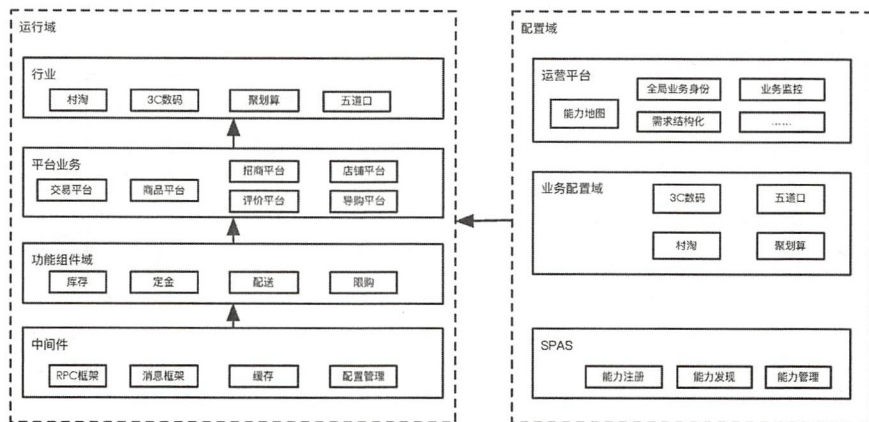 运行域
行业
村淘 3C数码 聚划算 五道口
平台业务
招商平台 店铺平台
交易平台 商品平台
评价平台 导购平台
功能组件域
库存 定金 配送 限购
中间件
RPC框架 消息框架 缓存 配置管理
配置域
运营平台
全局业务身份 业务监控
能力地图
需求结构化 ……
业务配置域
3C数码 五道口
村淘 聚划算
SPAS
能力注册 能力发现 能力管理